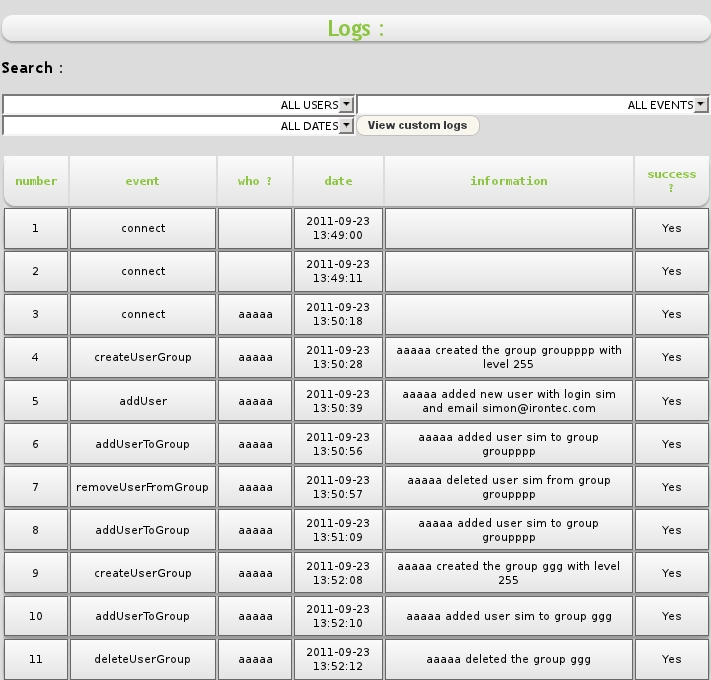 Logs :
Search :
ALL USERS ALL EVENTS
ALL DATES View custom logs
number event who ? date information success ?
1 connect 2011-09-23 13:49:00 Yes
2 connect 2011-09-23 13:49:11 Yes
3 connect aaaaa 2011-09-23 13:50:18 Yes
4 createUserGroup aaaaa 2011-09-23 13:50:28 aaaaa created the group groupppp with level 255 Yes
5 addUser aaaaa 2011-09-23 13:50:39 aaaaa added new user with login sim and email simon@irontec.com Yes
6 addUserToGroup aaaaa 2011-09-23 13:50:56 aaaaa added user sim to group groupppp Yes
7 removeUserFromGroup aaaaa 2011-09-23 13:50:57 aaaaa deleted user sim from group groupppp Yes
8 addUserToGroup aaaaa 2011-09-23 13:51:09 aaaaa added user sim to group groupppp Yes
9 createUserGroup aaaaa 2011-09-23 13:52:08 aaaaa created the group ggg with level 255 Yes
10 addUserToGroup aaaaa 2011-09-23 13:52:10 aaaaa added user sim to group ggg Yes
11 deleteUserGroup aaaaa 2011-09-23 13:52:12 aaaaa deleted the group ggg Yes